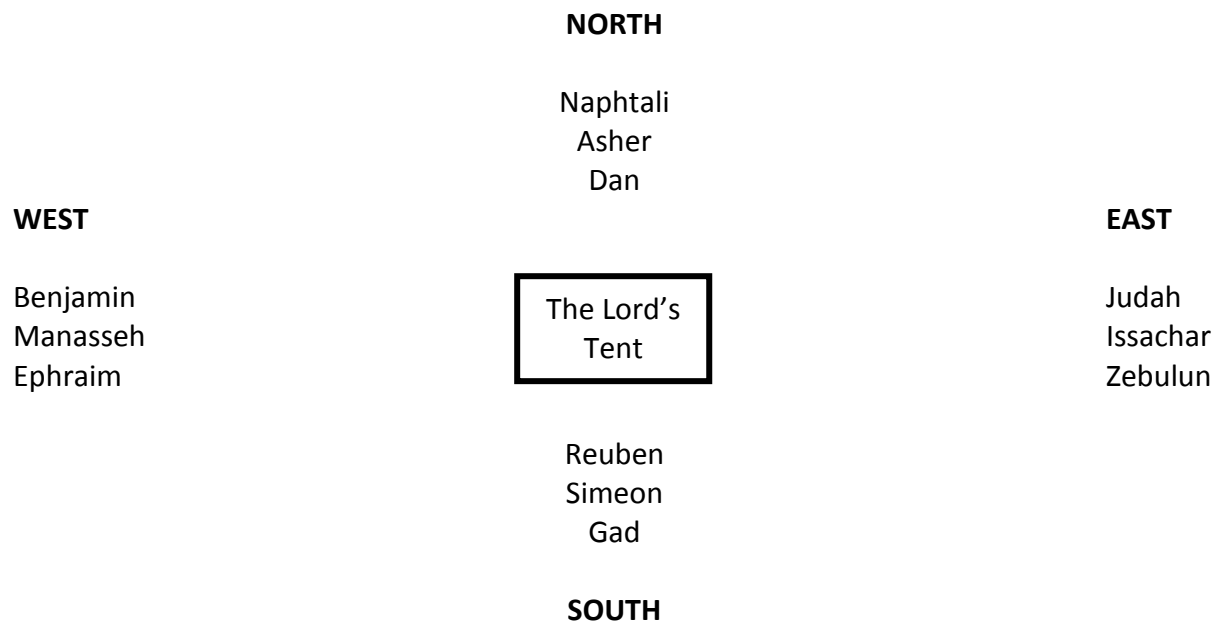 NORTH
Naphtali
Asher
Dan
WEST
Benjamin
Manasseh
Ephraim
The Lord’s
Tent
EAST
Judah
Issachar
Zebulun
Reuben
Simeon
Gad
SOUTH